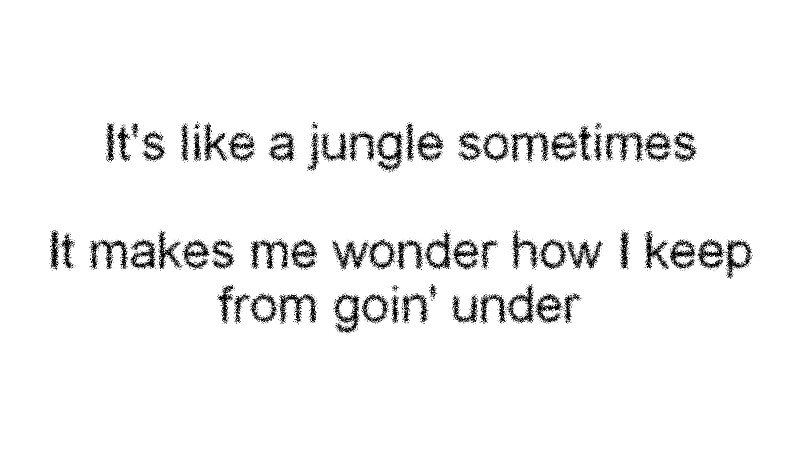 It's like a jungle sometimes
It makes me wonder how I keep
from goin' under